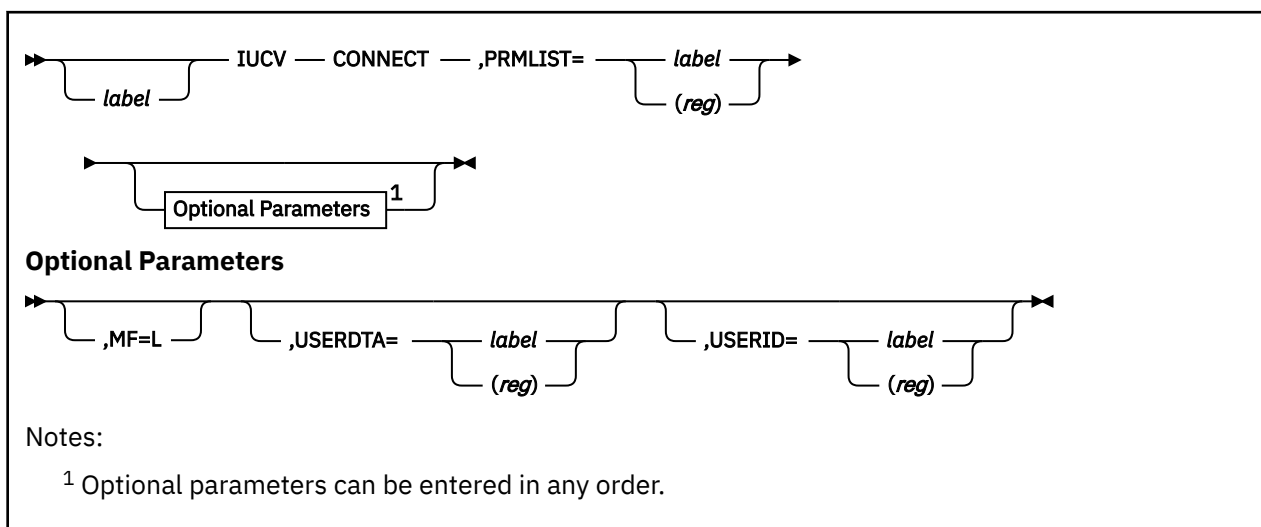 IUCV CONNECT ,PRMLIST= label
label (reg)
Optional Parameters 1
Optional Parameters
,MF=L ,USERDTA= label ,USERID= label
(reg) (reg)
Notes:
1 Optional parameters can be entered in any order.